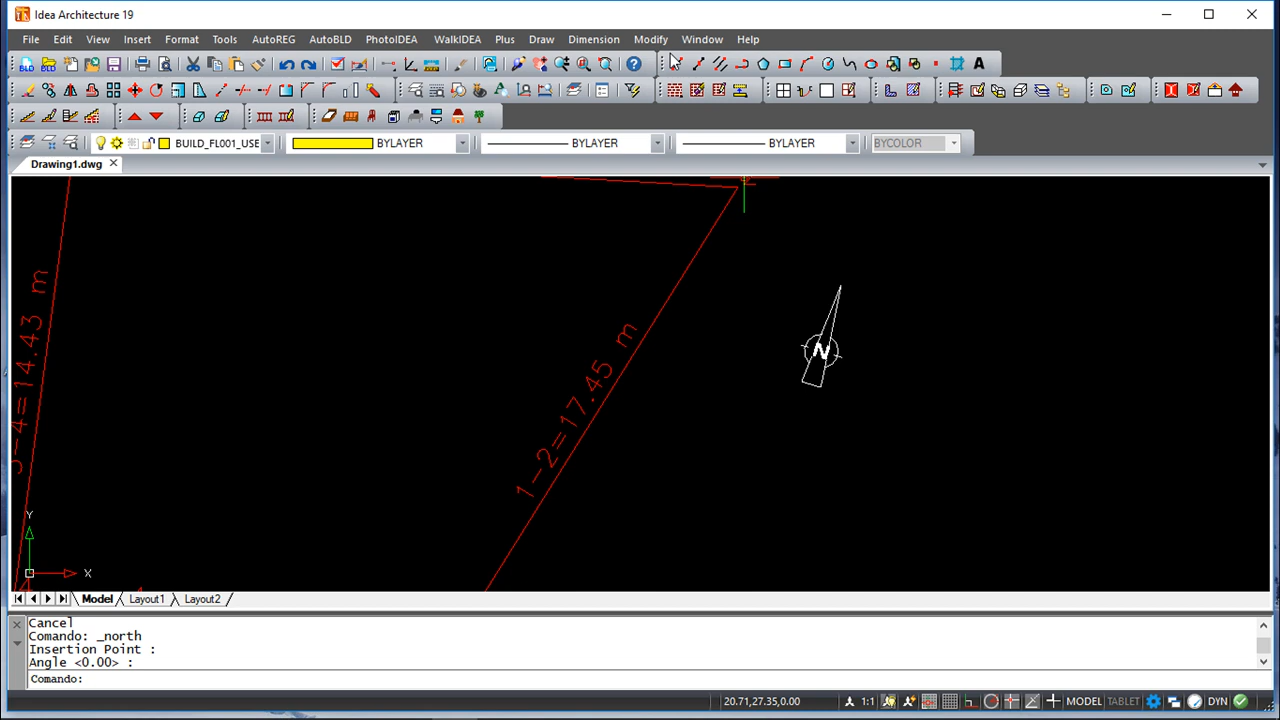 Idea Architecture 19
File Edit View Insert Format Tools AutoREG AutoBLD PhotoIDEA WalkIDEA Plus Draw Dimension Modify Window Help
BLD BLD
BUILD_FL001_USE BYLAYER BYLAYER BYLAYER BYCOLOR
Drawing1.dwg
3-4=14.43 m
1-2=17.45 m
N
Y
X
Model Layout1 Layout2
Cancel
Comando: _north
Insertion Point :
Angle <0.00> :
Comando:
20.71,27.35,0.00 1:1 MODEL TABLET DYN